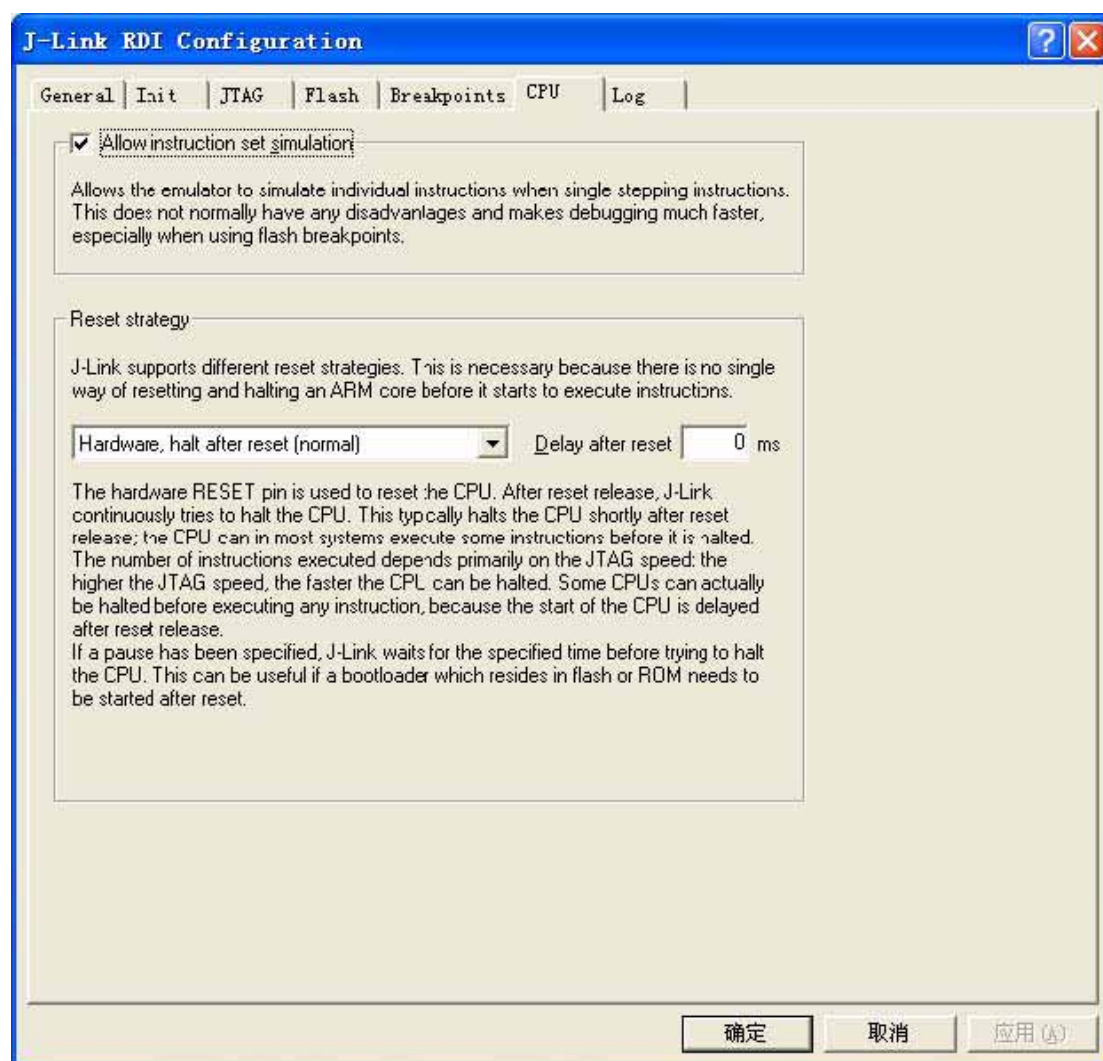 J-Link RDI Configuration
General Init JTAG Flash Breakpoints CPU Log
Allow instruction set simulation
Allows the emulator to simulate individual instructions when single stepping instructions.
This does not normally have any disadvantages and makes debugging much faster,
especially when using flash breakpoints.
Reset strategy
J-Link supports different reset strategies. This is necessary because there is no single
way of resetting and halting an ARM core before it starts to execute instructions.
Hardware, halt after reset (normal) Delay after reset 0 ms
The hardware RESET pin is used to reset the CPU. After reset release, J-Link
continuously tries to halt the CPU. This typically halts the CPU shortly after reset
release; the CPU can in most systems execute some instructions before it is halted.
The number of instructions executed depends primarily on the JTAG speed: the
higher the JTAG speed, the faster the CPU can be halted. Some CPUs can actually
be halted before executing any instruction, because the start of the CPU is delayed
after reset release.
If a pause has been specified, J-Link waits for the specified time before trying to halt
the CPU. This can be useful if a bootloader which resides in flash or ROM needs to
be started after reset.
确定 取消 应用(A)